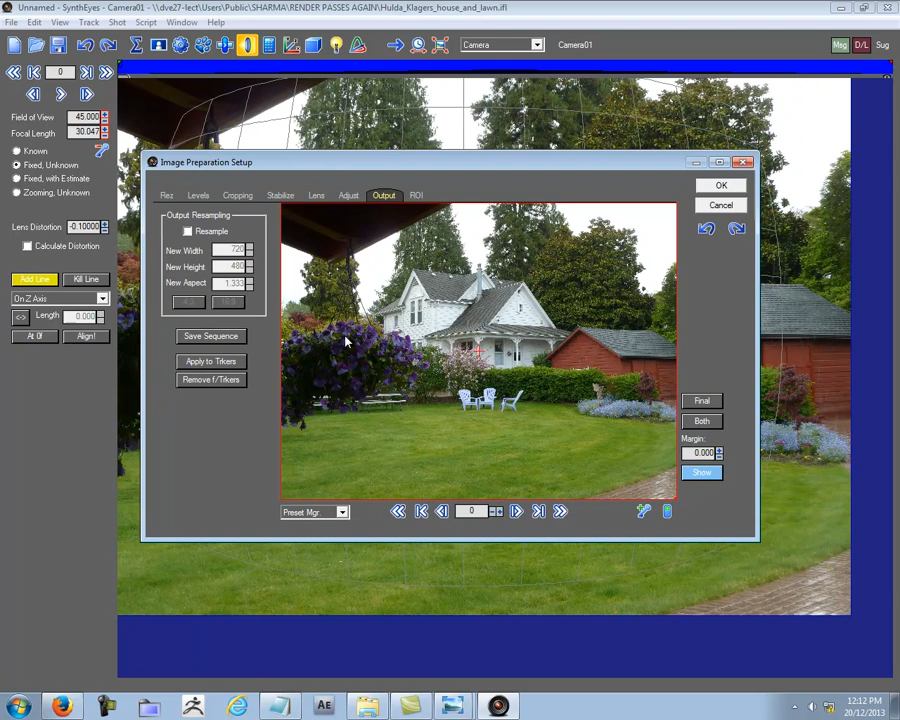 Unnamed - SynthEyes - Camera01 - \\dve27-lect\Users\Public\SHARMA\RENDER PASSES AGAIN\Hulda_Klagers_house_and_lawn.ifl
File Edit View Track Shot Script Window Help
Camera
Camera01
Msg D/L Sug
0
Field of View 45.000
Focal Length 30.047
Known
Fixed, Unknown
Fixed, with Estimate
Zooming, Unknown
Lens Distortion -0.10000
Calculate Distortion
Add Line Kill Line
On Z Axis
<-> Length 0.000
At 0f Align!
Image Preparation Setup
Rez Levels Cropping Stabilize Lens Adjust Output ROI
OK
Cancel
Output Resampling
Resample
New Width 720
New Height 480
New Aspect 1.333
Save Sequence
Apply to Trkers
Remove f/Trkers
Final
Both
Margin:
0.000
Show
Preset Mgr.
0
Ae
12:12 PM
20/12/2013